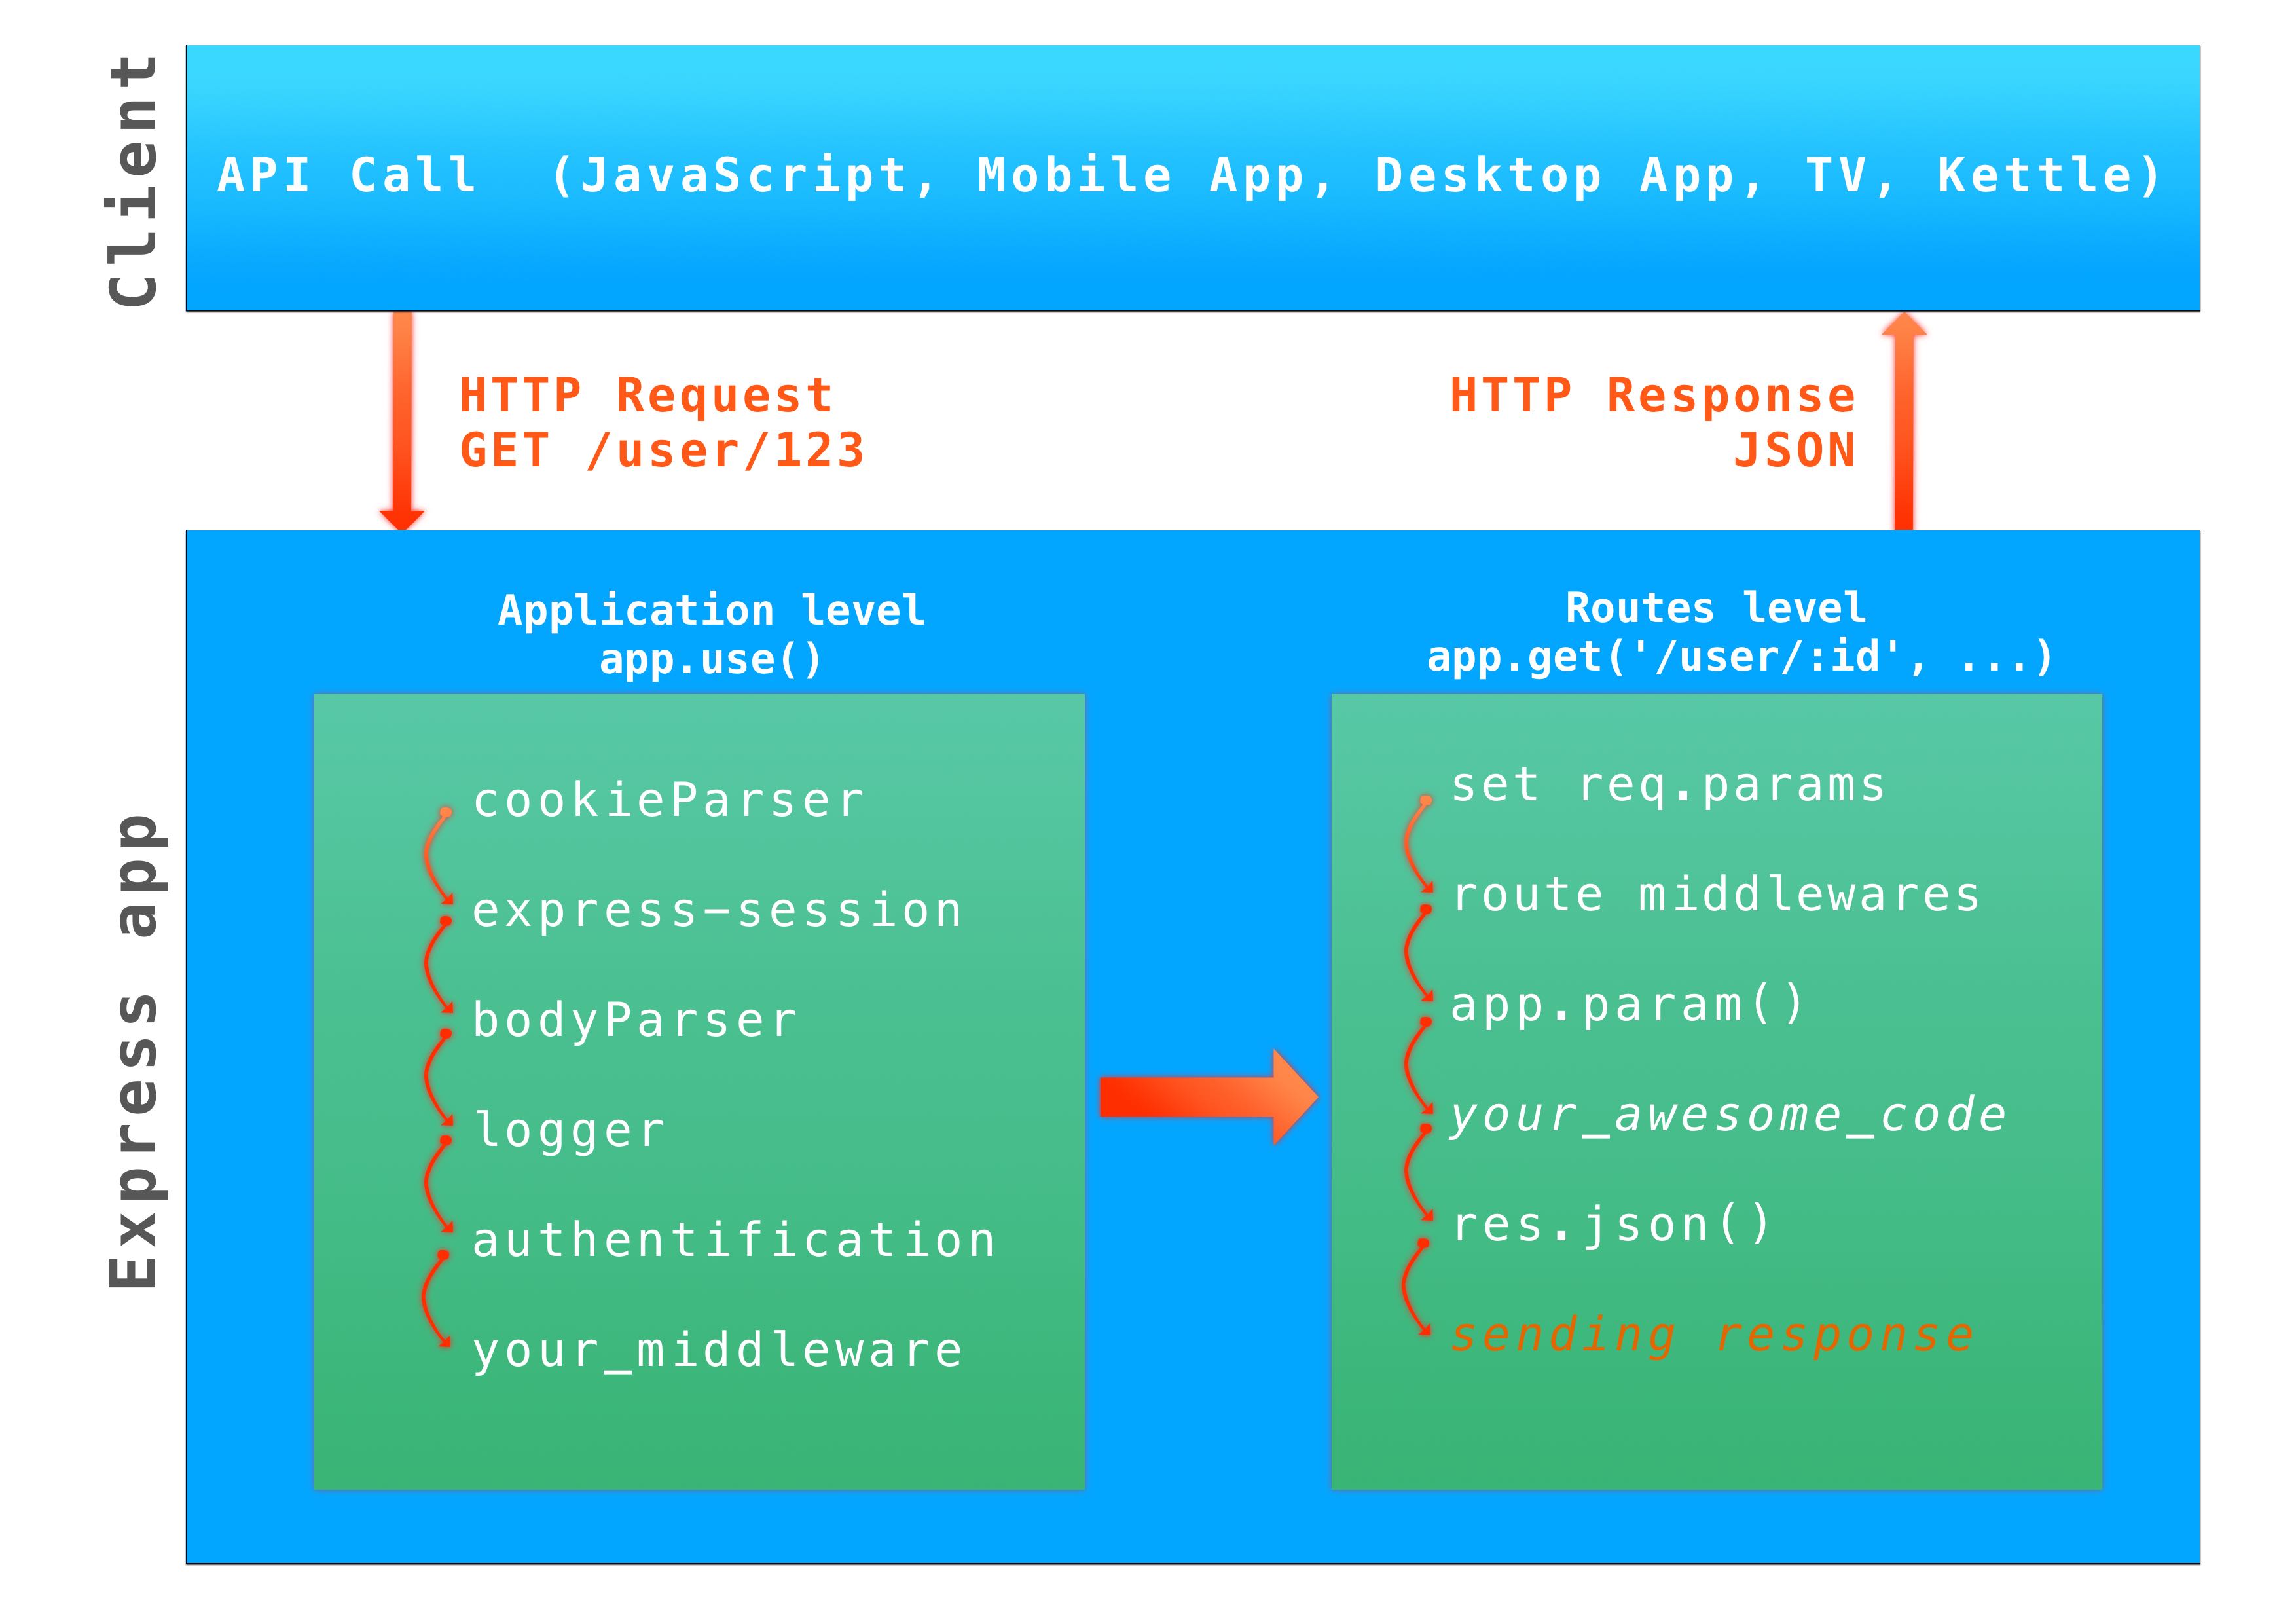 Client
API Call  (JavaScript, Mobile App, Desktop App, TV, Kettle)
HTTP Request
GET /user/123
HTTP Response
JSON
Express app
Application level
app.use()
cookieParser
express-session
bodyParser
logger
authentification
your_middleware
Routes level
app.get('/user/:id', ...)
set req.params
route middlewares
app.param()
your_awesome_code
res.json()
sending response